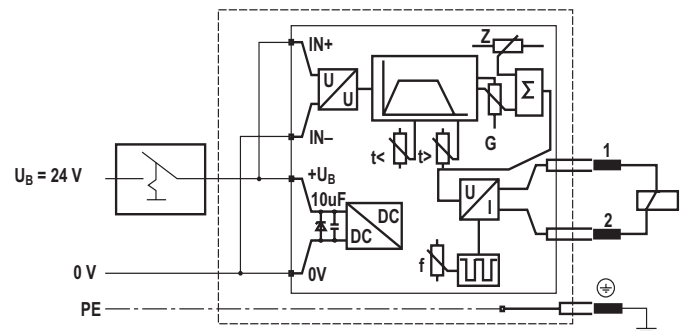 Z
IN+
U
U
Σ
IN–
t<
t>
G
1
U_B = 24 V
+U_B
10uF
DC
DC
U
I
2
f
0 V
0V
PE